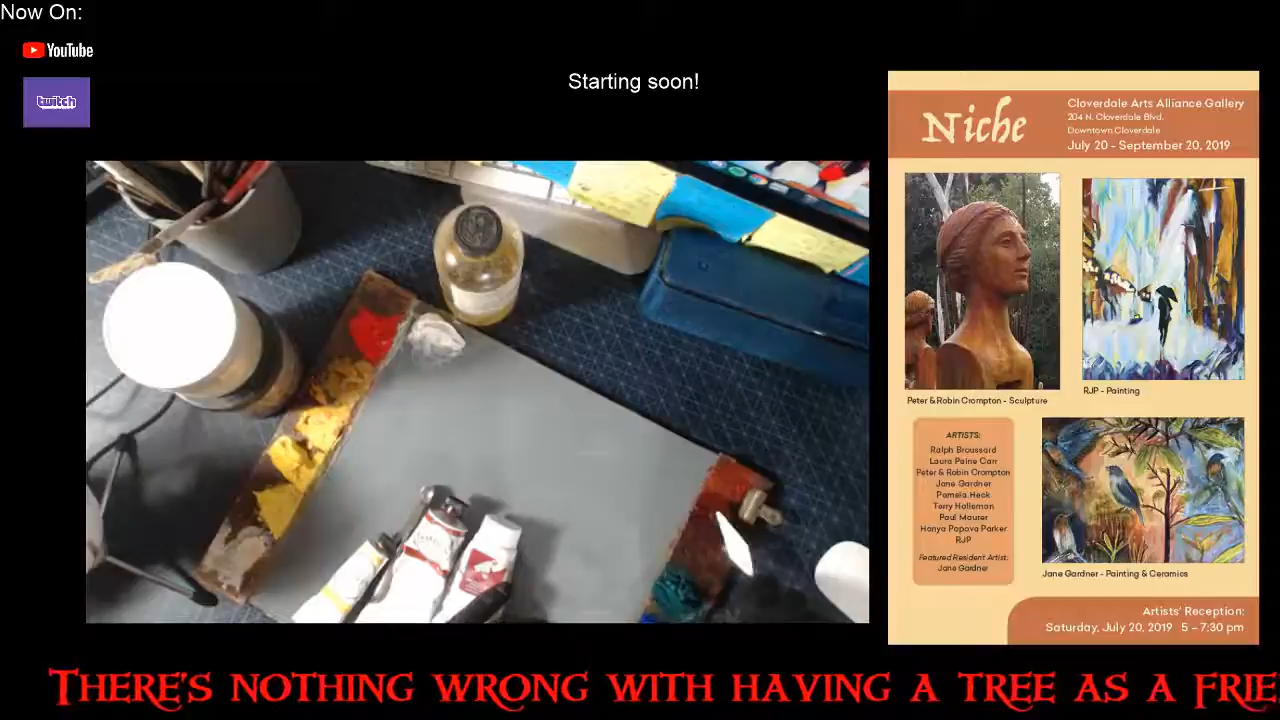 Now On:
YouTube
twitch
Starting soon!
Niche
Cloverdale Arts Alliance Gallery
204 N. Cloverdale Blvd.
Downtown Cloverdale
July 20 - September 20, 2019
Peter & Robin Crompton - Sculpture
RJP - Painting
ARTISTS:
Ralph Broussard
Laura Paine Carr
Peter & Robin Crompton
Jane Gardner
Pamela Heck
Terry Holleman
Paul Maurer
Hanya Popova Parker
RJP
Featured Resident Artist:
Jane Gardner
Jane Gardner - Painting & Ceramics
Artists' Reception:
Saturday, July 20, 2019 5 - 7:30 pm
There's nothing wrong with having a tree as a frie